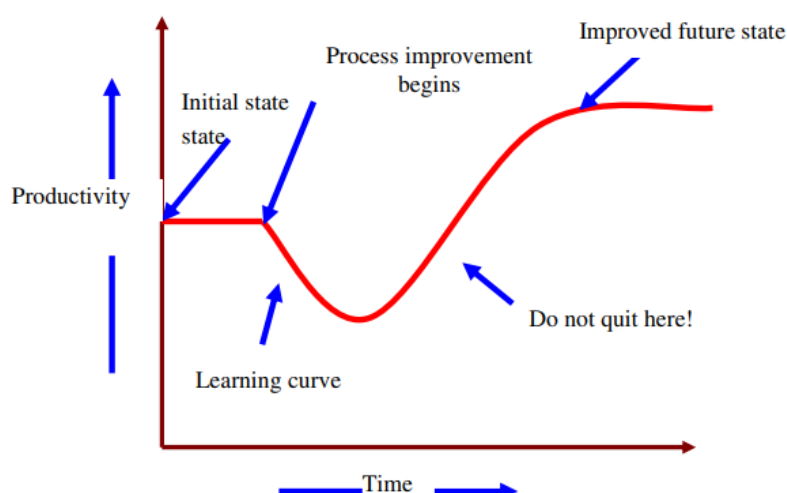 Improved future state
Process improvement
begins
Initial state
state
Productivity
Do not quit here!
Learning curve
Time